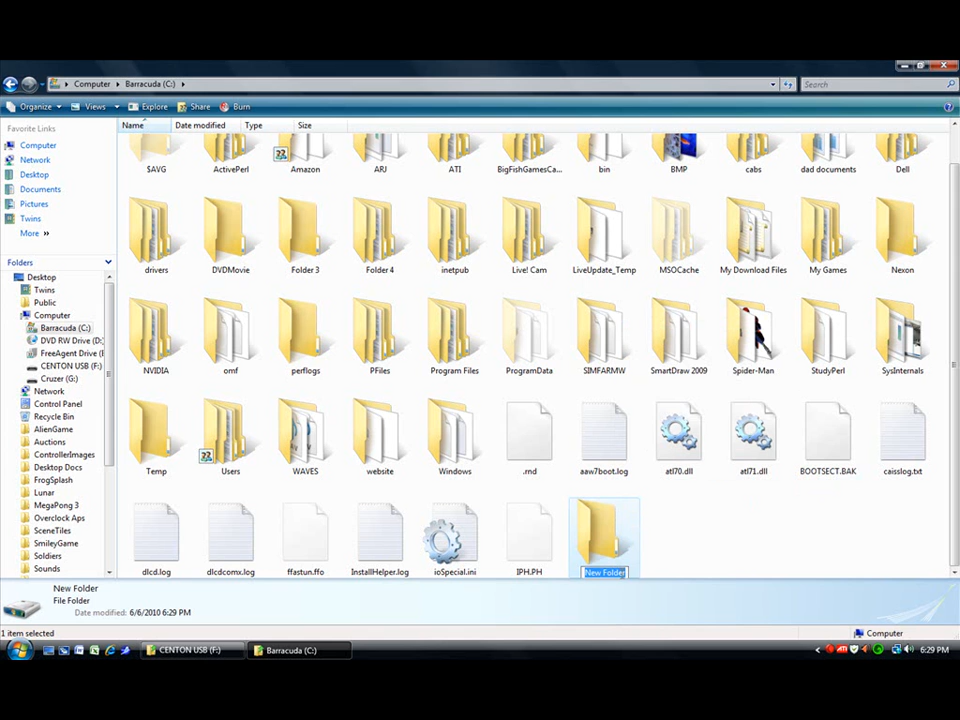 Computer ▸ Barracuda (C:) ▸
Search
Organize Views Explore Share Burn
Name Date modified Type Size
Favorite Links
Computer
Network
Desktop
Documents
Pictures
Twins
More »
Folders
Desktop
Twins
Public
Computer
Barracuda (C:)
DVD RW Drive (D:
FreeAgent Drive (E
CENTON USB (F:)
Cruzer (G:)
Network
Control Panel
Recycle Bin
AlienGame
Auctions
ControllerImages
Desktop Docs
FrogSplash
Lunar
MegaPong 3
Overclock Aps
SceneTiles
SmileyGame
Soldiers
Sounds
$AVG ActivePerl Amazon ARJ ATI BigFishGamesCa... bin BMP cabs dad documents Dell
drivers DVDMovie Folder 3 Folder 4 inetpub Live! Cam LiveUpdate_Temp MSOCache My Download Files My Games Nexon
NVIDIA omf perflogs PFiles Program Files ProgramData SIMFARMW SmartDraw 2009 Spider-Man StudyPerl SysInternals
Temp Users WAVES website Windows .rnd aaw7boot.log atl70.dll atl71.dll BOOTSECT.BAK caisslog.txt
dlcd.log dlcdcomx.log ffastun.ffo InstallHelper.log ioSpecial.ini IPH.PH New Folder
New Folder
File Folder
Date modified: 6/6/2010 6:29 PM
1 item selected
Computer
CENTON USB (F:) Barracuda (C:)
ATI
6:29 PM